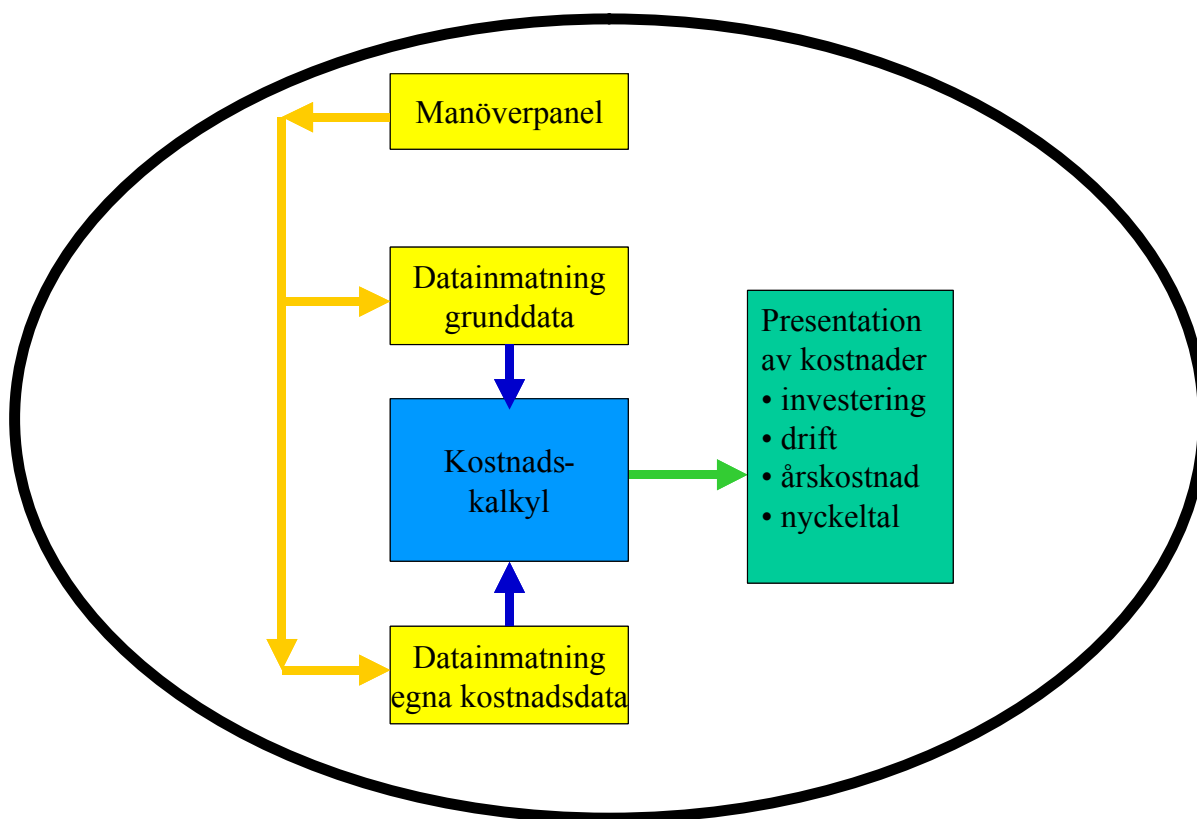 Manöverpanel
Datainmatning
grunddata
Kostnads-
kalkyl
Datainmatning
egna kostnadsdata
Presentation
av kostnader
• investering
• drift
• årskostnad
• nyckeltal